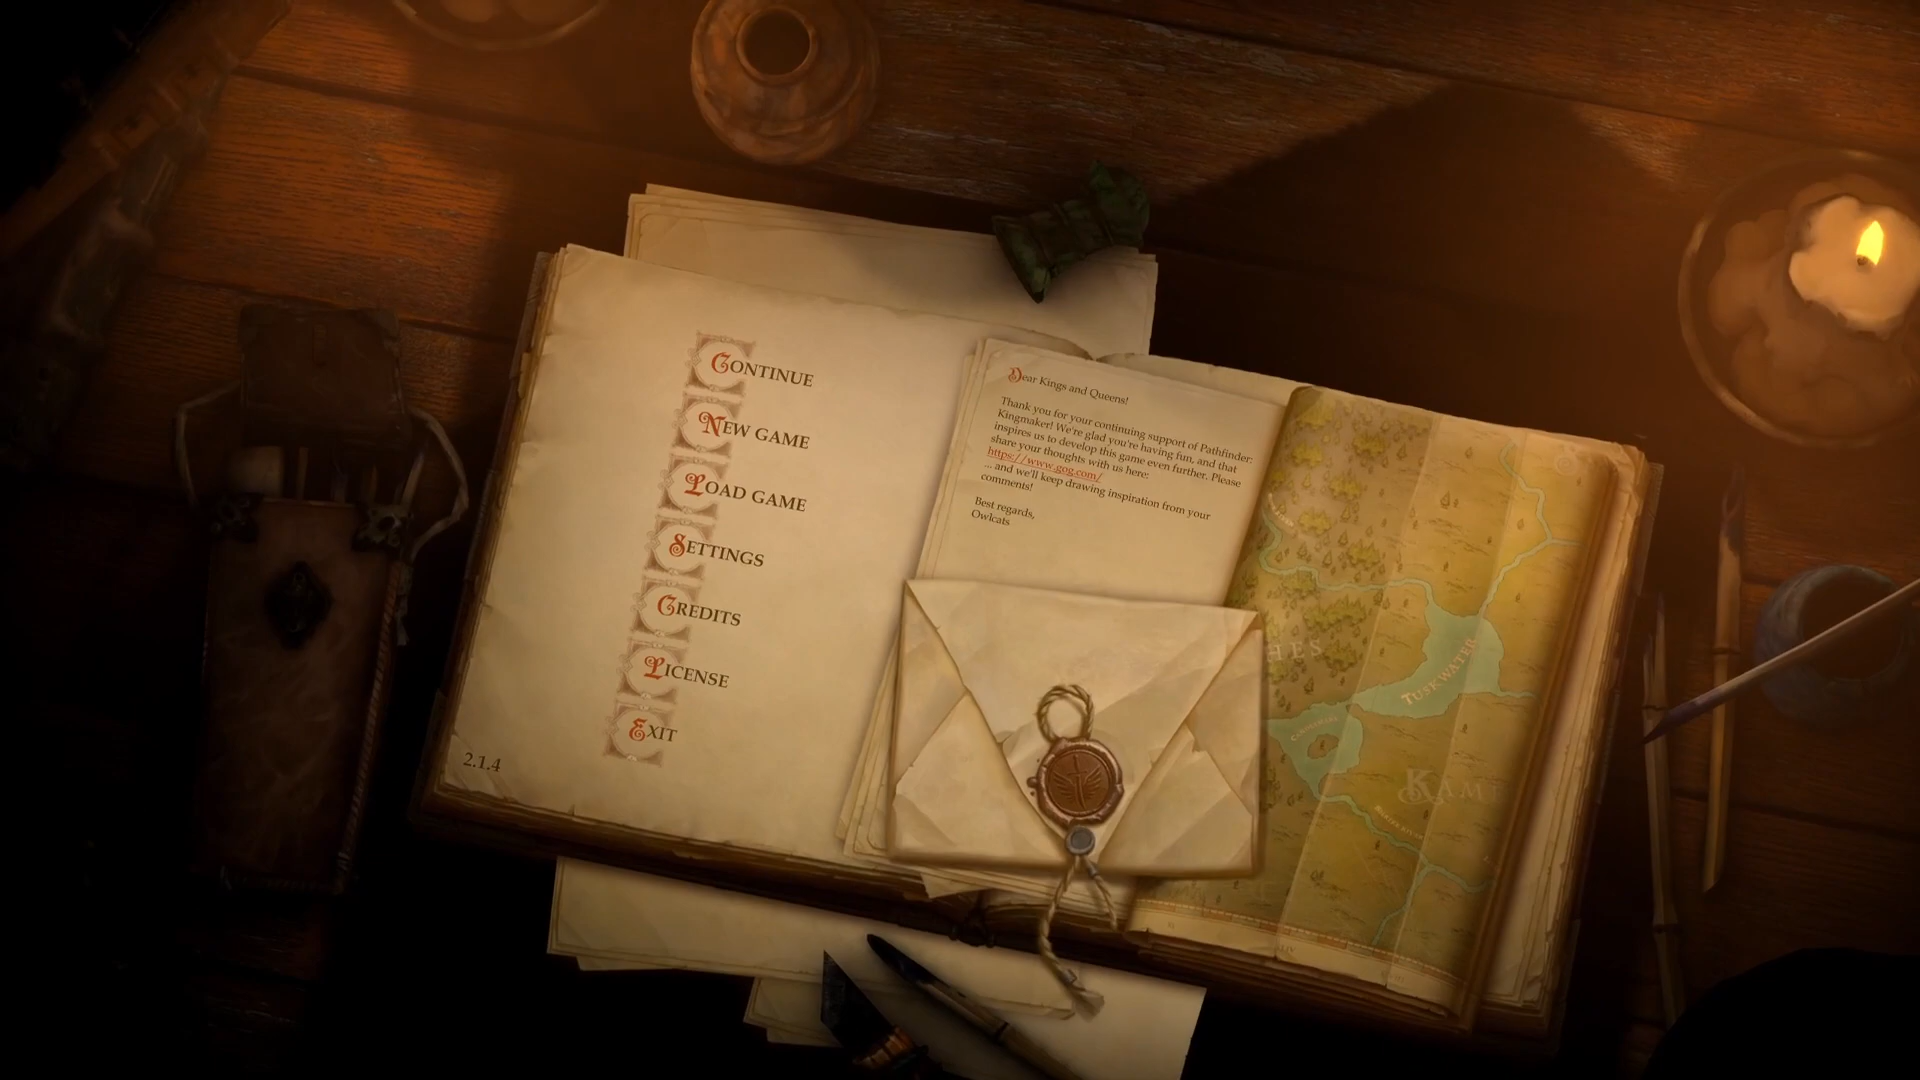 CONTINUE
NEW GAME
LOAD GAME
SETTINGS
CREDITS
LICENSE
EXIT
2.1.4
Dear Kings and Queens!
Thank you for your continuing support of Pathfinder:
Kingmaker! We're glad you're having fun, and that
inspires us to develop this game even further. Please
share your thoughts with us here:
https://www.gog.com/
... and we'll keep drawing inspiration from your
comments!
Best regards,
Owlcats
HES
TUSKWATER
KAMI